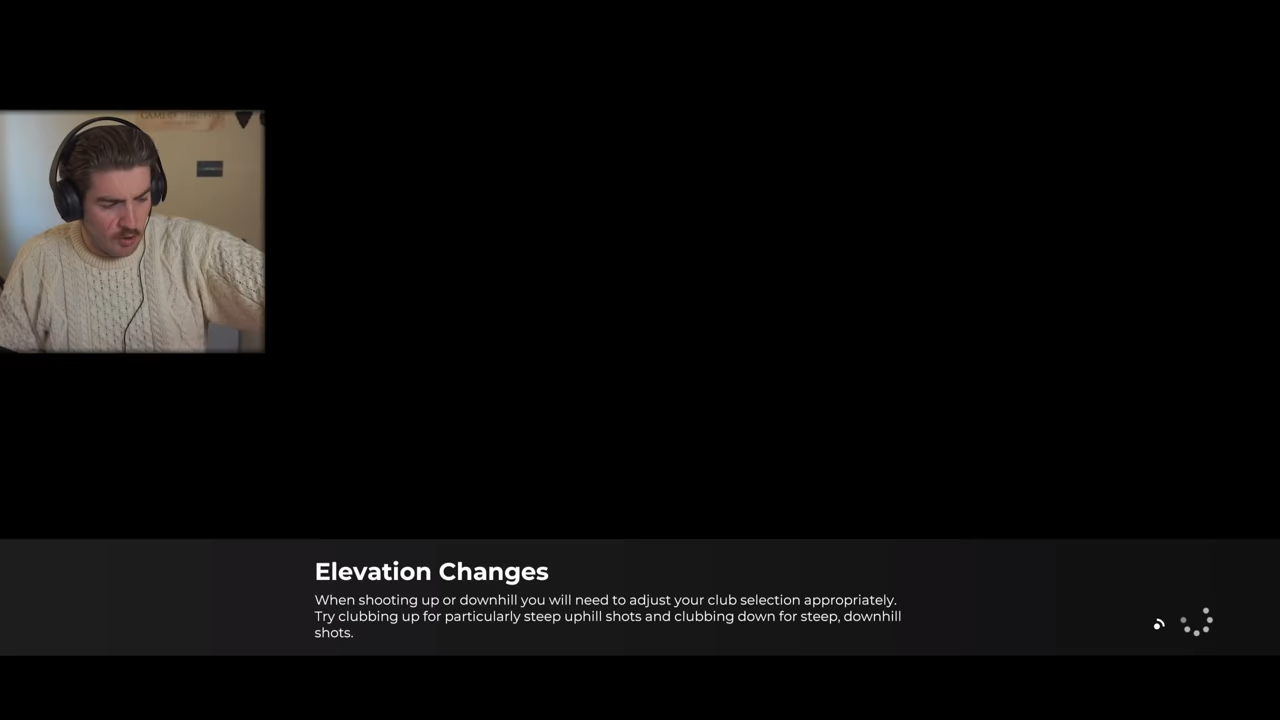 Elevation Changes
When shooting up or downhill you will need to adjust your club selection appropriately.
Try clubbing up for particularly steep uphill shots and clubbing down for steep, downhill
shots.